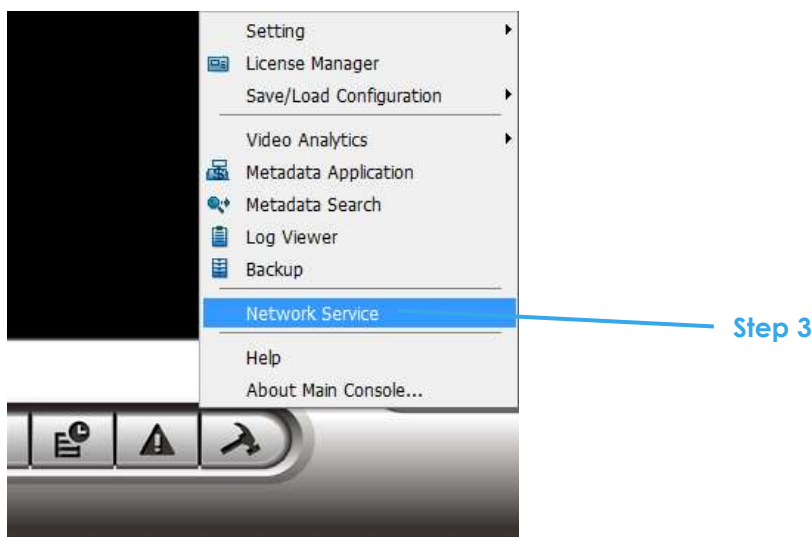 Setting
License Manager
Save/Load Configuration
Video Analytics
Metadata Application
Metadata Search
Log Viewer
Backup
Network Service
Step 3
Help
About Main Console...